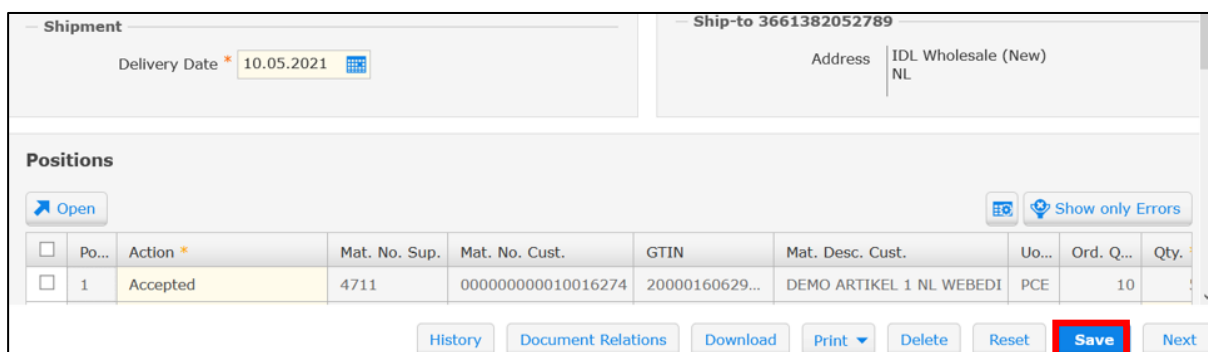 Shipment
Delivery Date * 10.05.2021
Ship-to 3661382052789
Address IDL Wholesale (New)
NL
Positions
Open Show only Errors
Po... Action * Mat. No. Sup. Mat. No. Cust. GTIN Mat. Desc. Cust. Uo... Ord. Q... Qty.
1 Accepted 4711 000000000010016274 20000160629... DEMO ARTIKEL 1 NL WEBEDI PCE 10
History Document Relations Download Print Delete Reset Save Next